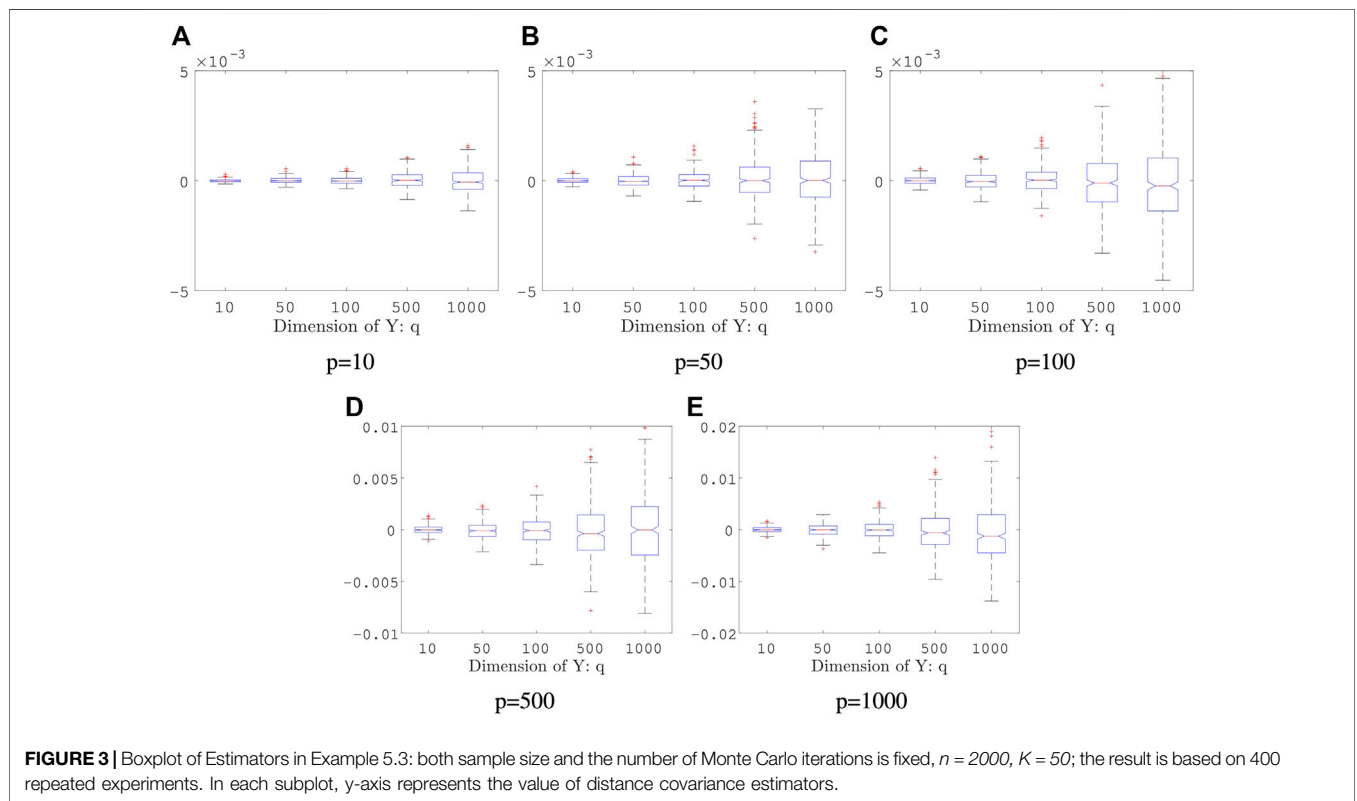 A
×10⁻³
5
0
-5
10 50 100 500 1000
Dimension of Y: q
p=10
B
×10⁻³
5
0
-5
10 50 100 500 1000
Dimension of Y: q
p=50
C
×10⁻³
5
0
-5
10 50 100 500 1000
Dimension of Y: q
p=100
D
0.01
0.005
0
-0.005
-0.01
10 50 100 500 1000
Dimension of Y: q
p=500
E
0.02
0.01
0
-0.01
-0.02
10 50 100 500 1000
Dimension of Y: q
p=1000
FIGURE 3 | Boxplot of Estimators in Example 5.3: both sample size and the number of Monte Carlo iterations is fixed, n = 2000, K = 50; the result is based on 400
repeated experiments. In each subplot, y-axis represents the value of distance covariance estimators.